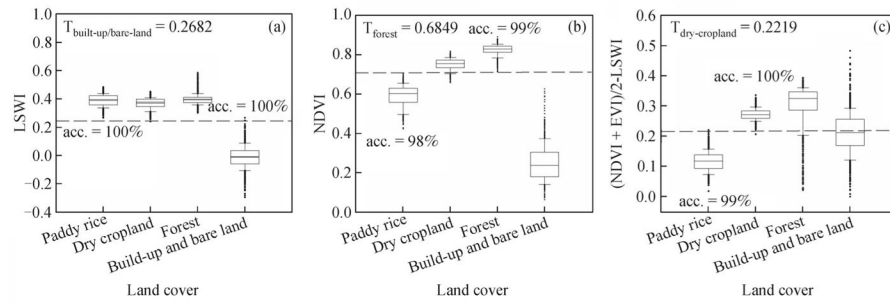 1.0
0.8
0.6
0.4
0.2
0.0
−0.2
−0.4
LSWI
T built-up/bare-land = 0.2682
(a)
acc. = 100%
acc. = 100%
Paddy rice
Dry cropland
Forest
Build-up and bare land
Land cover
1.0
0.8
0.6
0.4
0.2
0.0
NDVI
T forest = 0.6849
(b)
acc. = 99%
acc. = 98%
Paddy rice
Dry cropland
Forest
Build-up and bare land
Land cover
0.6
0.5
0.4
0.3
0.2
0.1
0.0
(NDVI + EVI)/2-LSWI
T dry-cropland = 0.2219
(c)
acc. = 100%
acc. = 99%
Paddy rice
Dry cropland
Forest
Build-up and bare land
Land cover